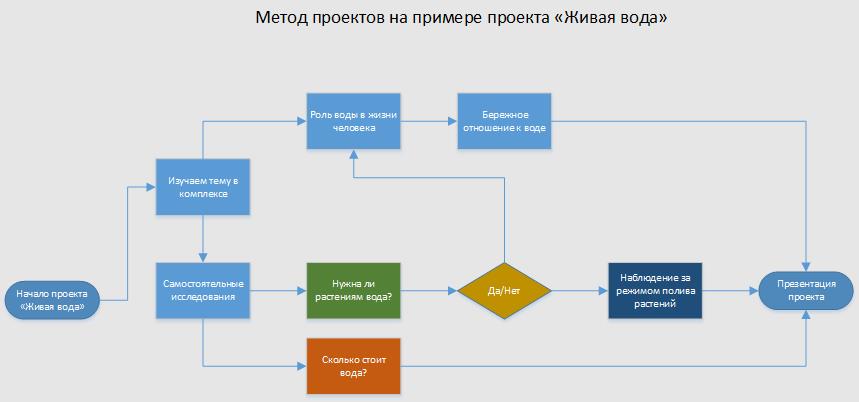 Метод проектов на примере проекта «Живая вода»
Роль воды в жизни
человека
Бережное
отношение к воде
Изучаем тему в
комплексе
Начало проекта
«Живая вода»
Самостоятельные
исследования
Нужна ли
растениям вода?
Да/Нет
Наблюдение за
режимом полива
растений
Презентация
проекта
Сколько стоит
вода?